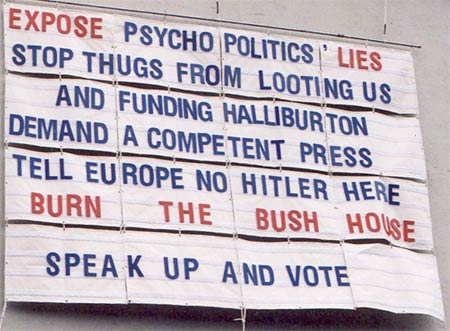 EXPOSE PSYCHO POLITICS' LIES
STOP THUGS FROM LOOTING US
AND FUNDING HALLIBURTON
DEMAND A COMPETENT PRESS
TELL EUROPE NO HITLER HERE
BURN THE BUSH HOUSE
SPEAK UP AND VOTE